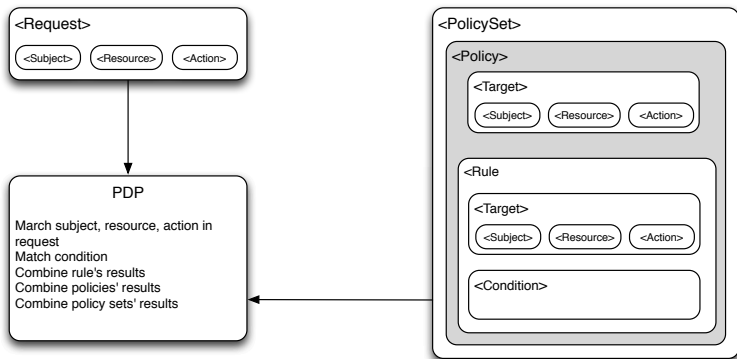 <Request>
<Subject> <Resource> <Action>
PDP
March subject, resource, action in
request
Match condition
Combine rule's results
Combine policies' results
Combine policy sets' results
<PolicySet>
<Policy>
<Target>
<Subject> <Resource> <Action>
<Rule
<Target>
<Subject> <Resource> <Action>
<Condition>